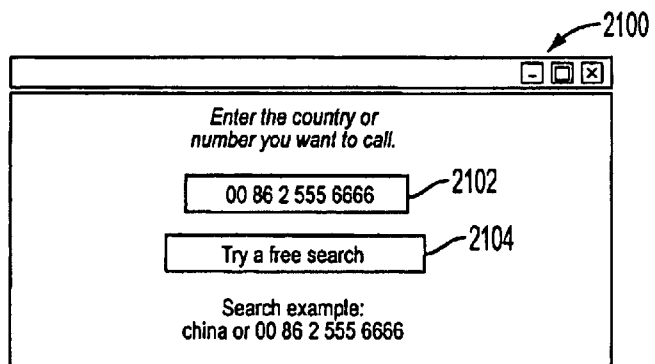 2100
Enter the country or
number you want to call.
00 86 2 555 6666
2102
Try a free search
2104
Search example:
china or 00 86 2 555 6666